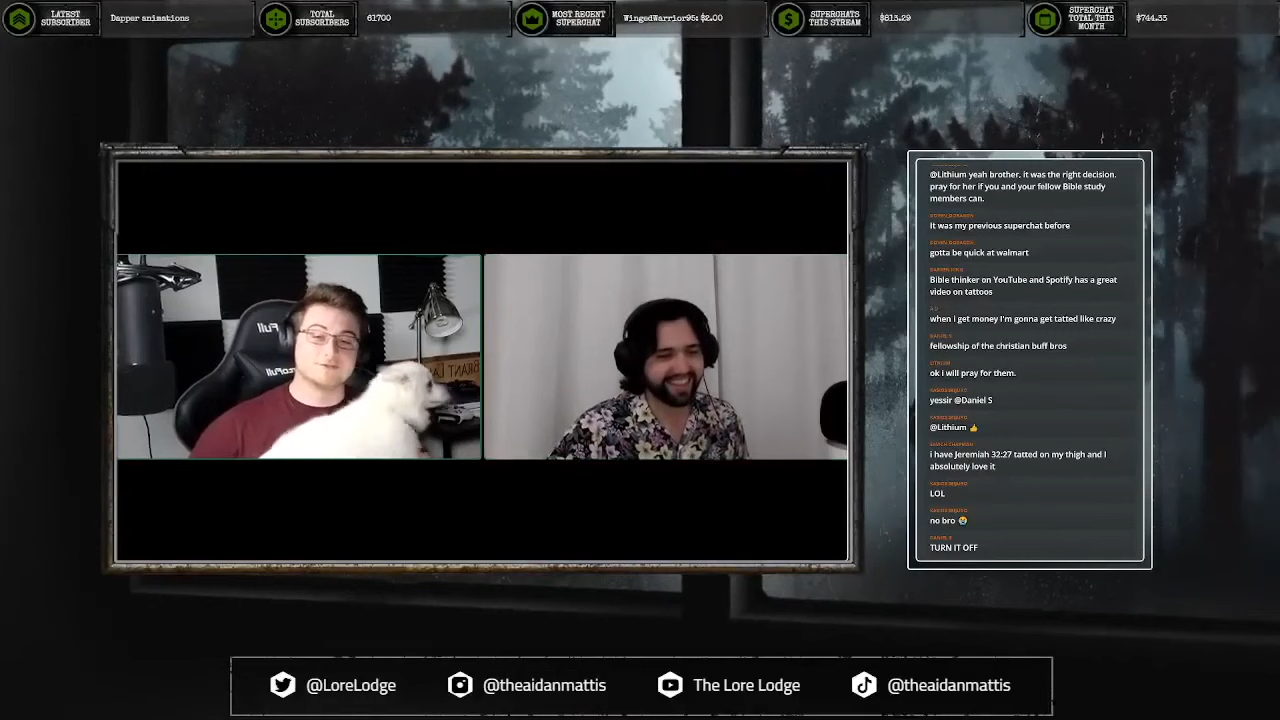 LATEST
SUBSCRIBER
Dapper animations
TOTAL
SUBSCRIBERS
61700
MOST RECENT
SUPERCHAT
WingedWarrior95: $2.00
SUPERCHATS
THIS STREAM
$813.29
SUPERCHAT
TOTAL THIS
MONTH
$744.33
@Lithium yeah brother. it was the right decision.
pray for her if you and your fellow Bible study
members can.
It was my previous superchat before
gotta be quick at walmart
Bible thinker on YouTube and Spotify has a great
video on tattoos
when i get money I'm gonna get tatted like crazy
DANIEL S
fellowship of the christian buff bros
LITHIUM
ok i will pray for them.
yessir @Daniel S
@Lithium 👍
i have Jeremiah 32:27 tatted on my thigh and I
absolutely love it
LOL
no bro 😭
DANIEL S
TURN IT OFF
@LoreLodge
@theaidanmattis
The Lore Lodge
@theaidanmattis